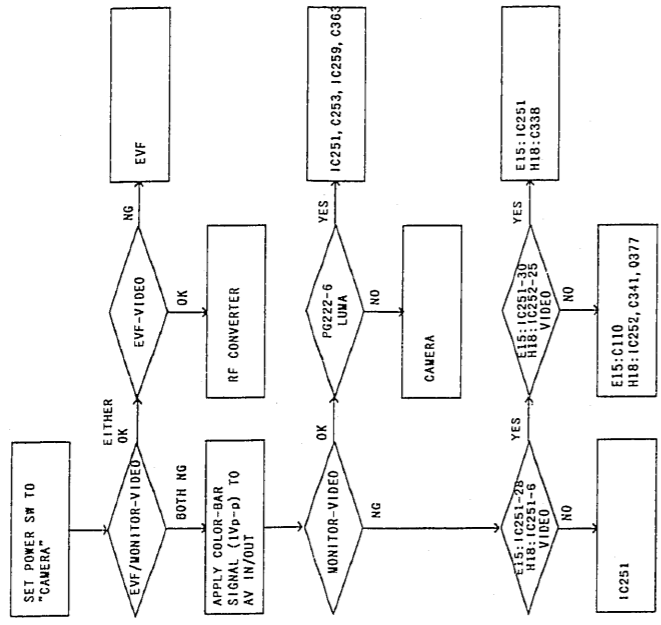 SET POWER SW TO
"CAMERA"
EVF/MONITOR-VIDEO
EITHER
OK
BOTH NG
EVF-VIDEO
NG
OK
EVF
RF CONVERTER
APPLY COLOR-BAR
SIGNAL (1Vp-p) TO
AV IN/OUT
MONITOR-VIDEO
OK
NG
PG222-6
LUMA
YES
NO
IC251, C253, IC259, C363
CAMERA
E15:IC251-28
H18:IC251-6
VIDEO
YES
NO
E15:IC251-30
H18:IC252-25
VIDEO
YES
NO
E15:IC251
H18:C338
E15:C110
H18:IC252, C341, Q377
IC251